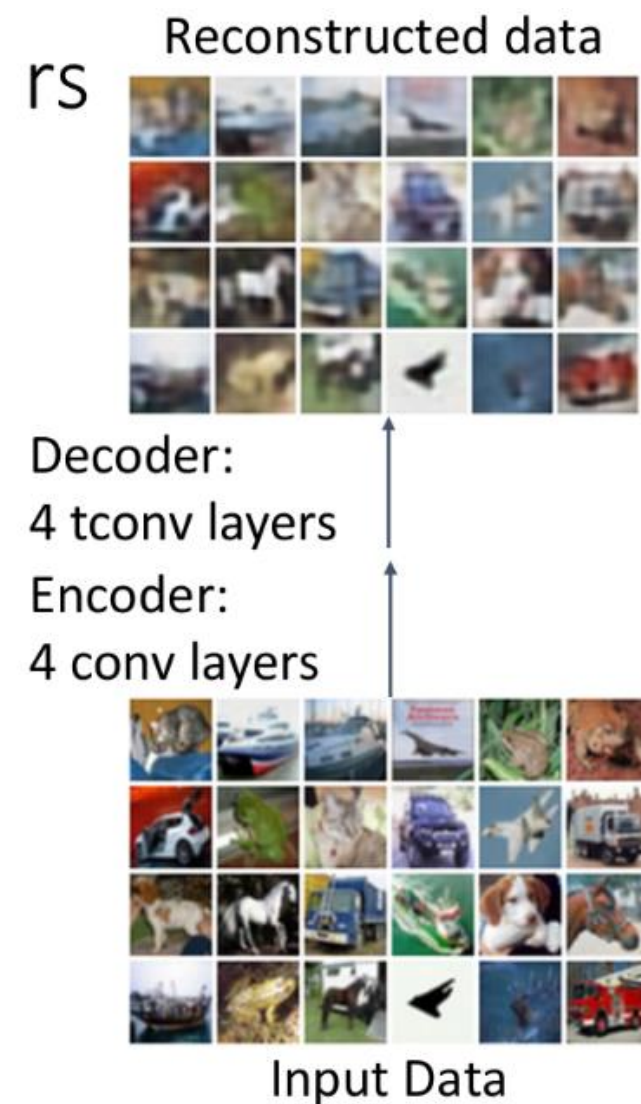 Reconstructed data
rs
Decoder:
4 tconv layers
Encoder:
4 conv layers
Input Data